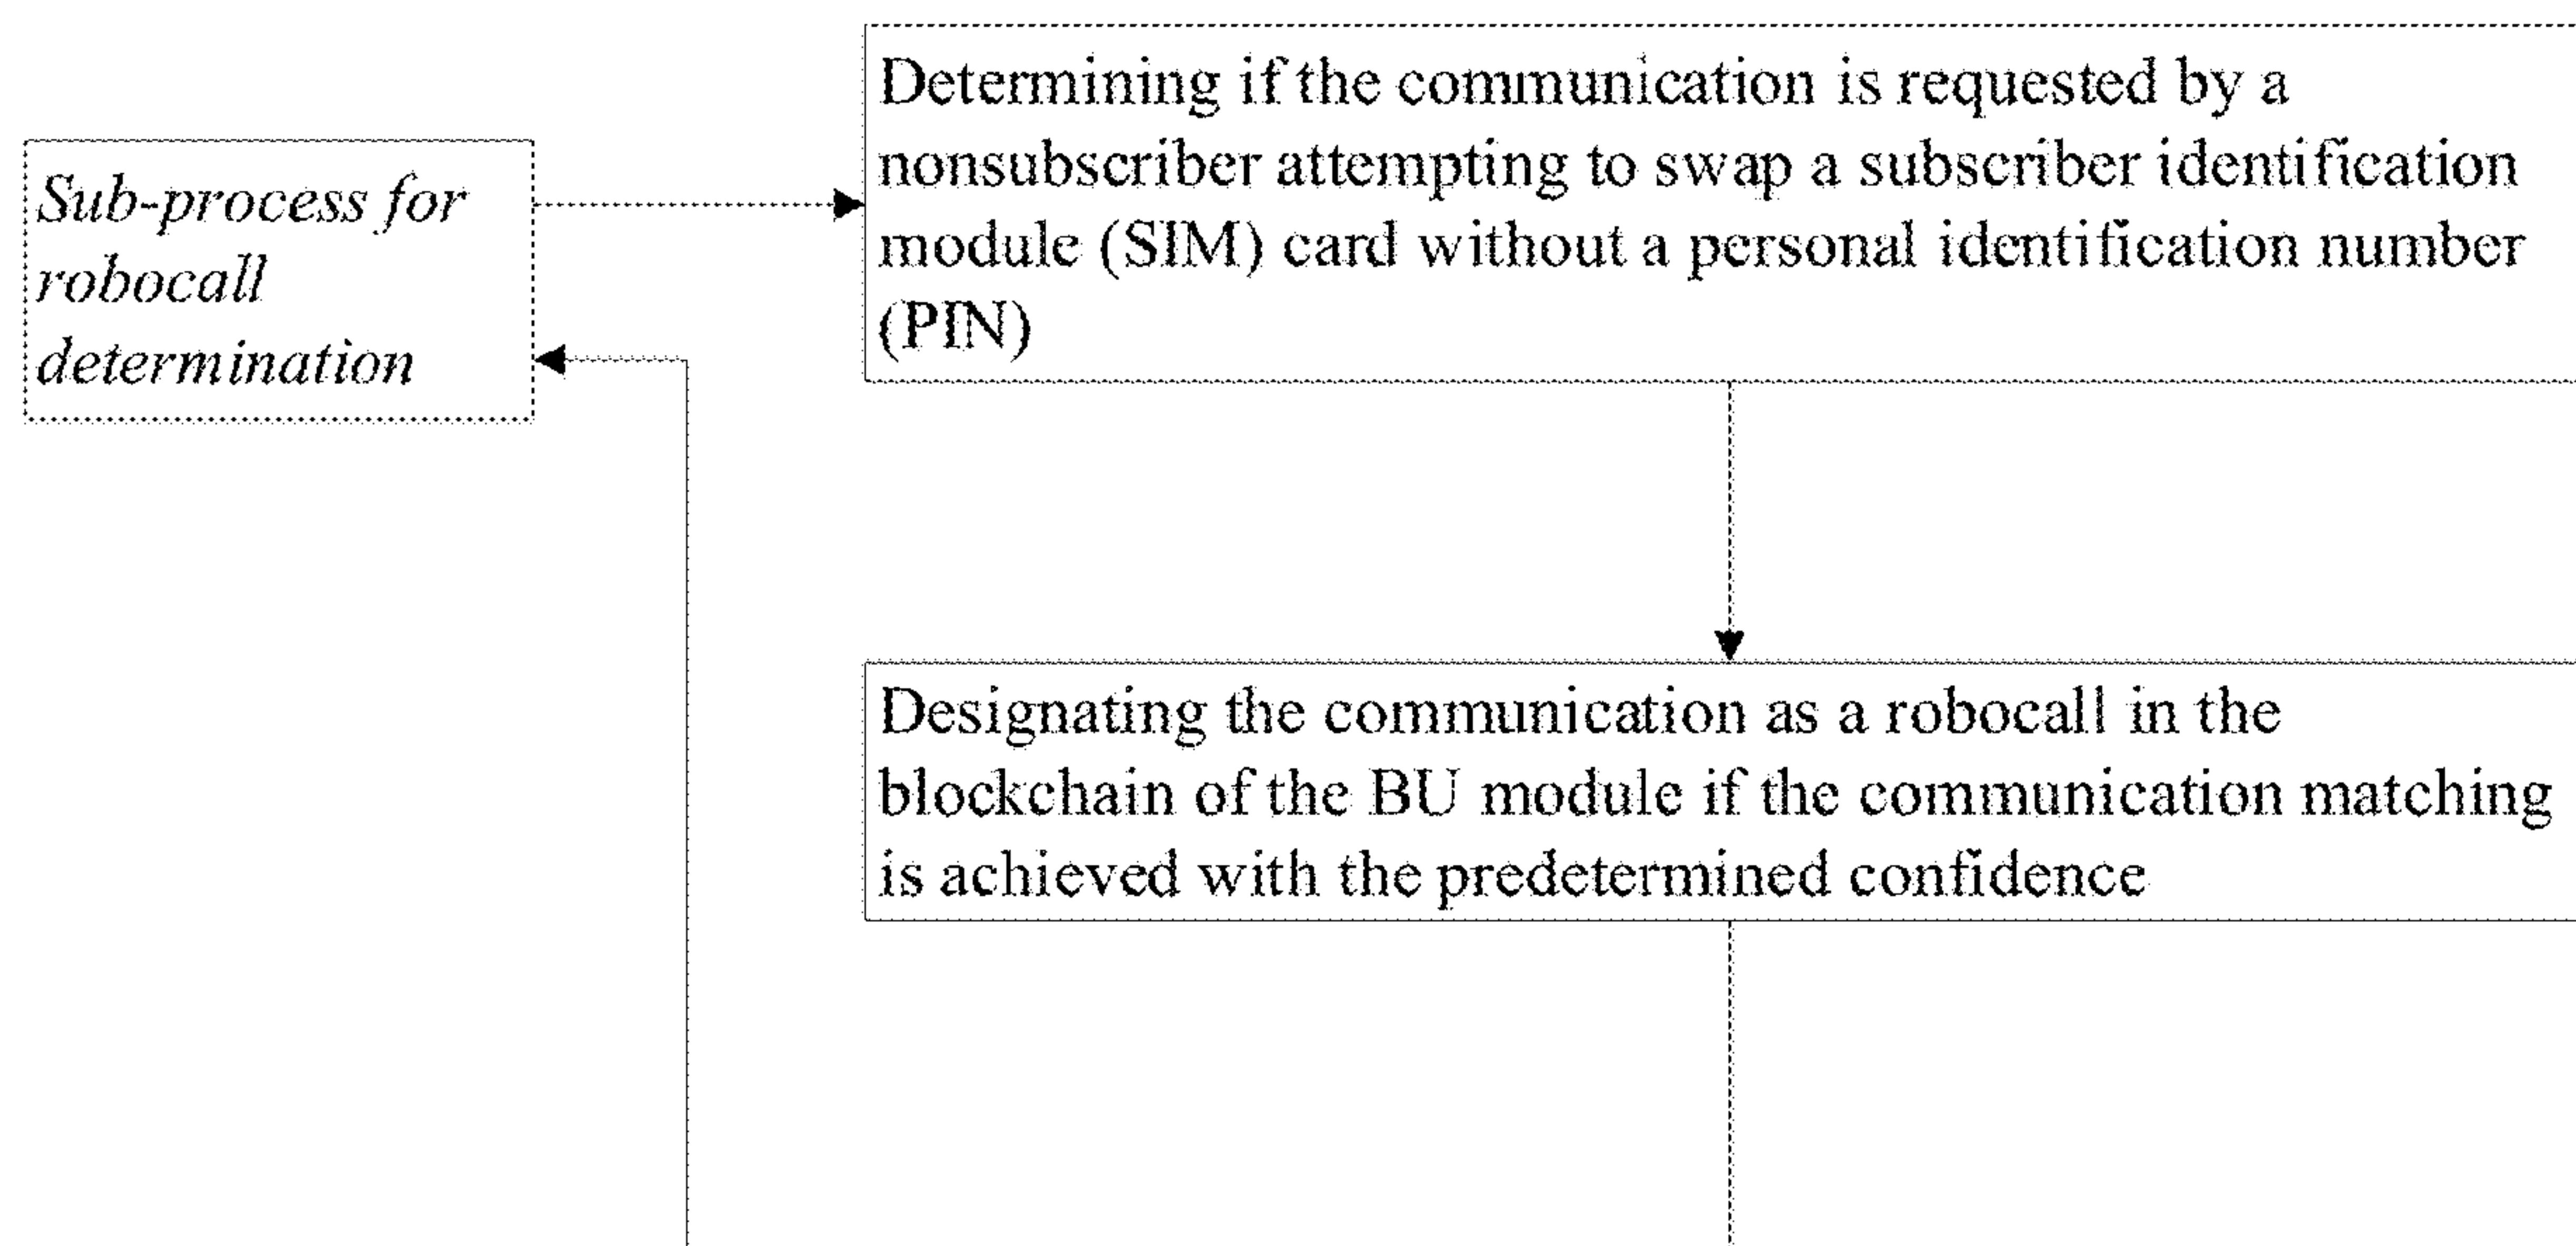 Sub-process for
robocall
determination
Determining if the communication is requested by a
nonsubscriber attempting to swap a subscriber identification
module (SIM) card without a personal identification number
(PIN)
Designating the communication as a robocall in the
blockchain of the BU module if the communication matching
is achieved with the predetermined confidence